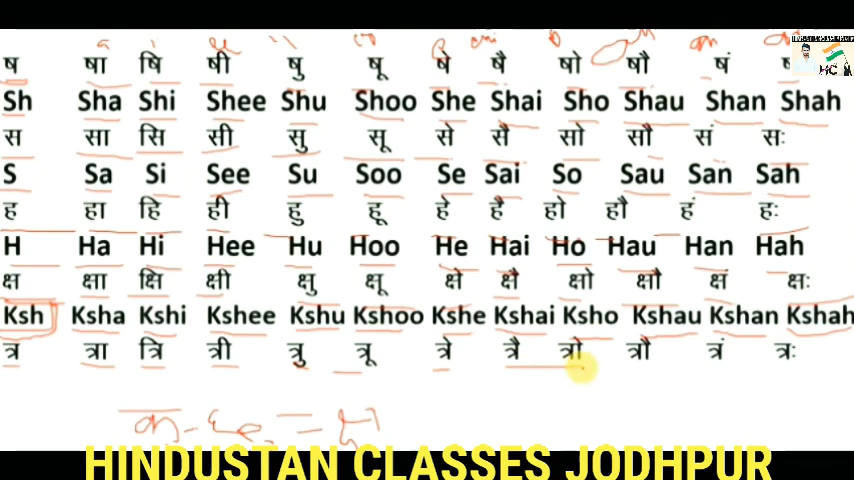 ष षा षि षी षु षू षे षै षो षौ षं
Sh Sha Shi Shee Shu Shoo She Shai Sho Shau Shan Shah
स सा सि सी सु सू से सै सो सौ सं सः
S Sa Si See Su Soo Se Sai So Sau San Sah
ह हा हि ही हु हू हे है हो हौ हं हः
H Ha Hi Hee Hu Hoo He Hai Ho Hau Han Hah
क्ष क्षा क्षि क्षी क्षु क्षू क्षे क्षै क्षो क्षौ क्षं क्षः
Ksh Ksha Kshi Kshee Kshu Kshoo Kshe Kshai Ksho Kshau Kshan Kshah
त्र त्रा त्रि त्री त्रु त्रू त्रे त्रै त्रो त्रौ त्रं त्रः
HINDUSTAN CLASSES JODHPUR